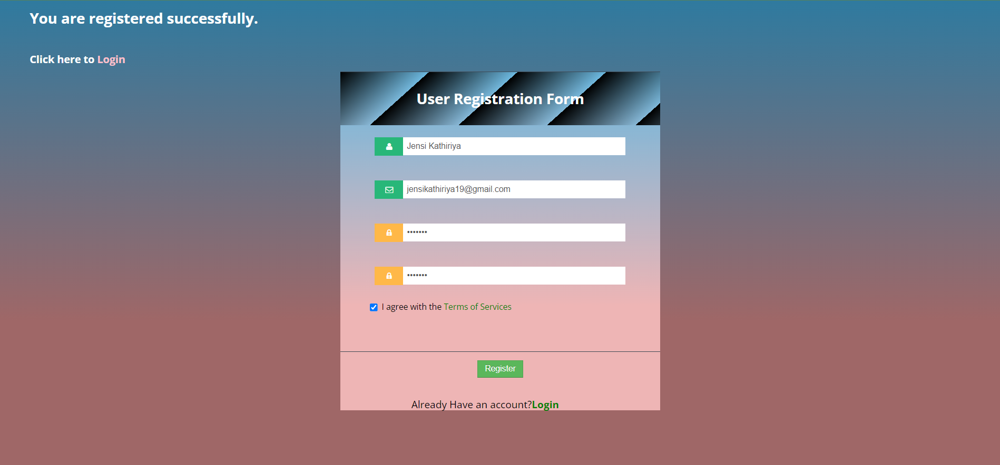 You are registered successfully.
Click here to Login
User Registration Form
Jensi Kathiriya
jensikathiriya19@gmail.com
•••••••
•••••••
I agree with the Terms of Services
Register
Already Have an account?Login